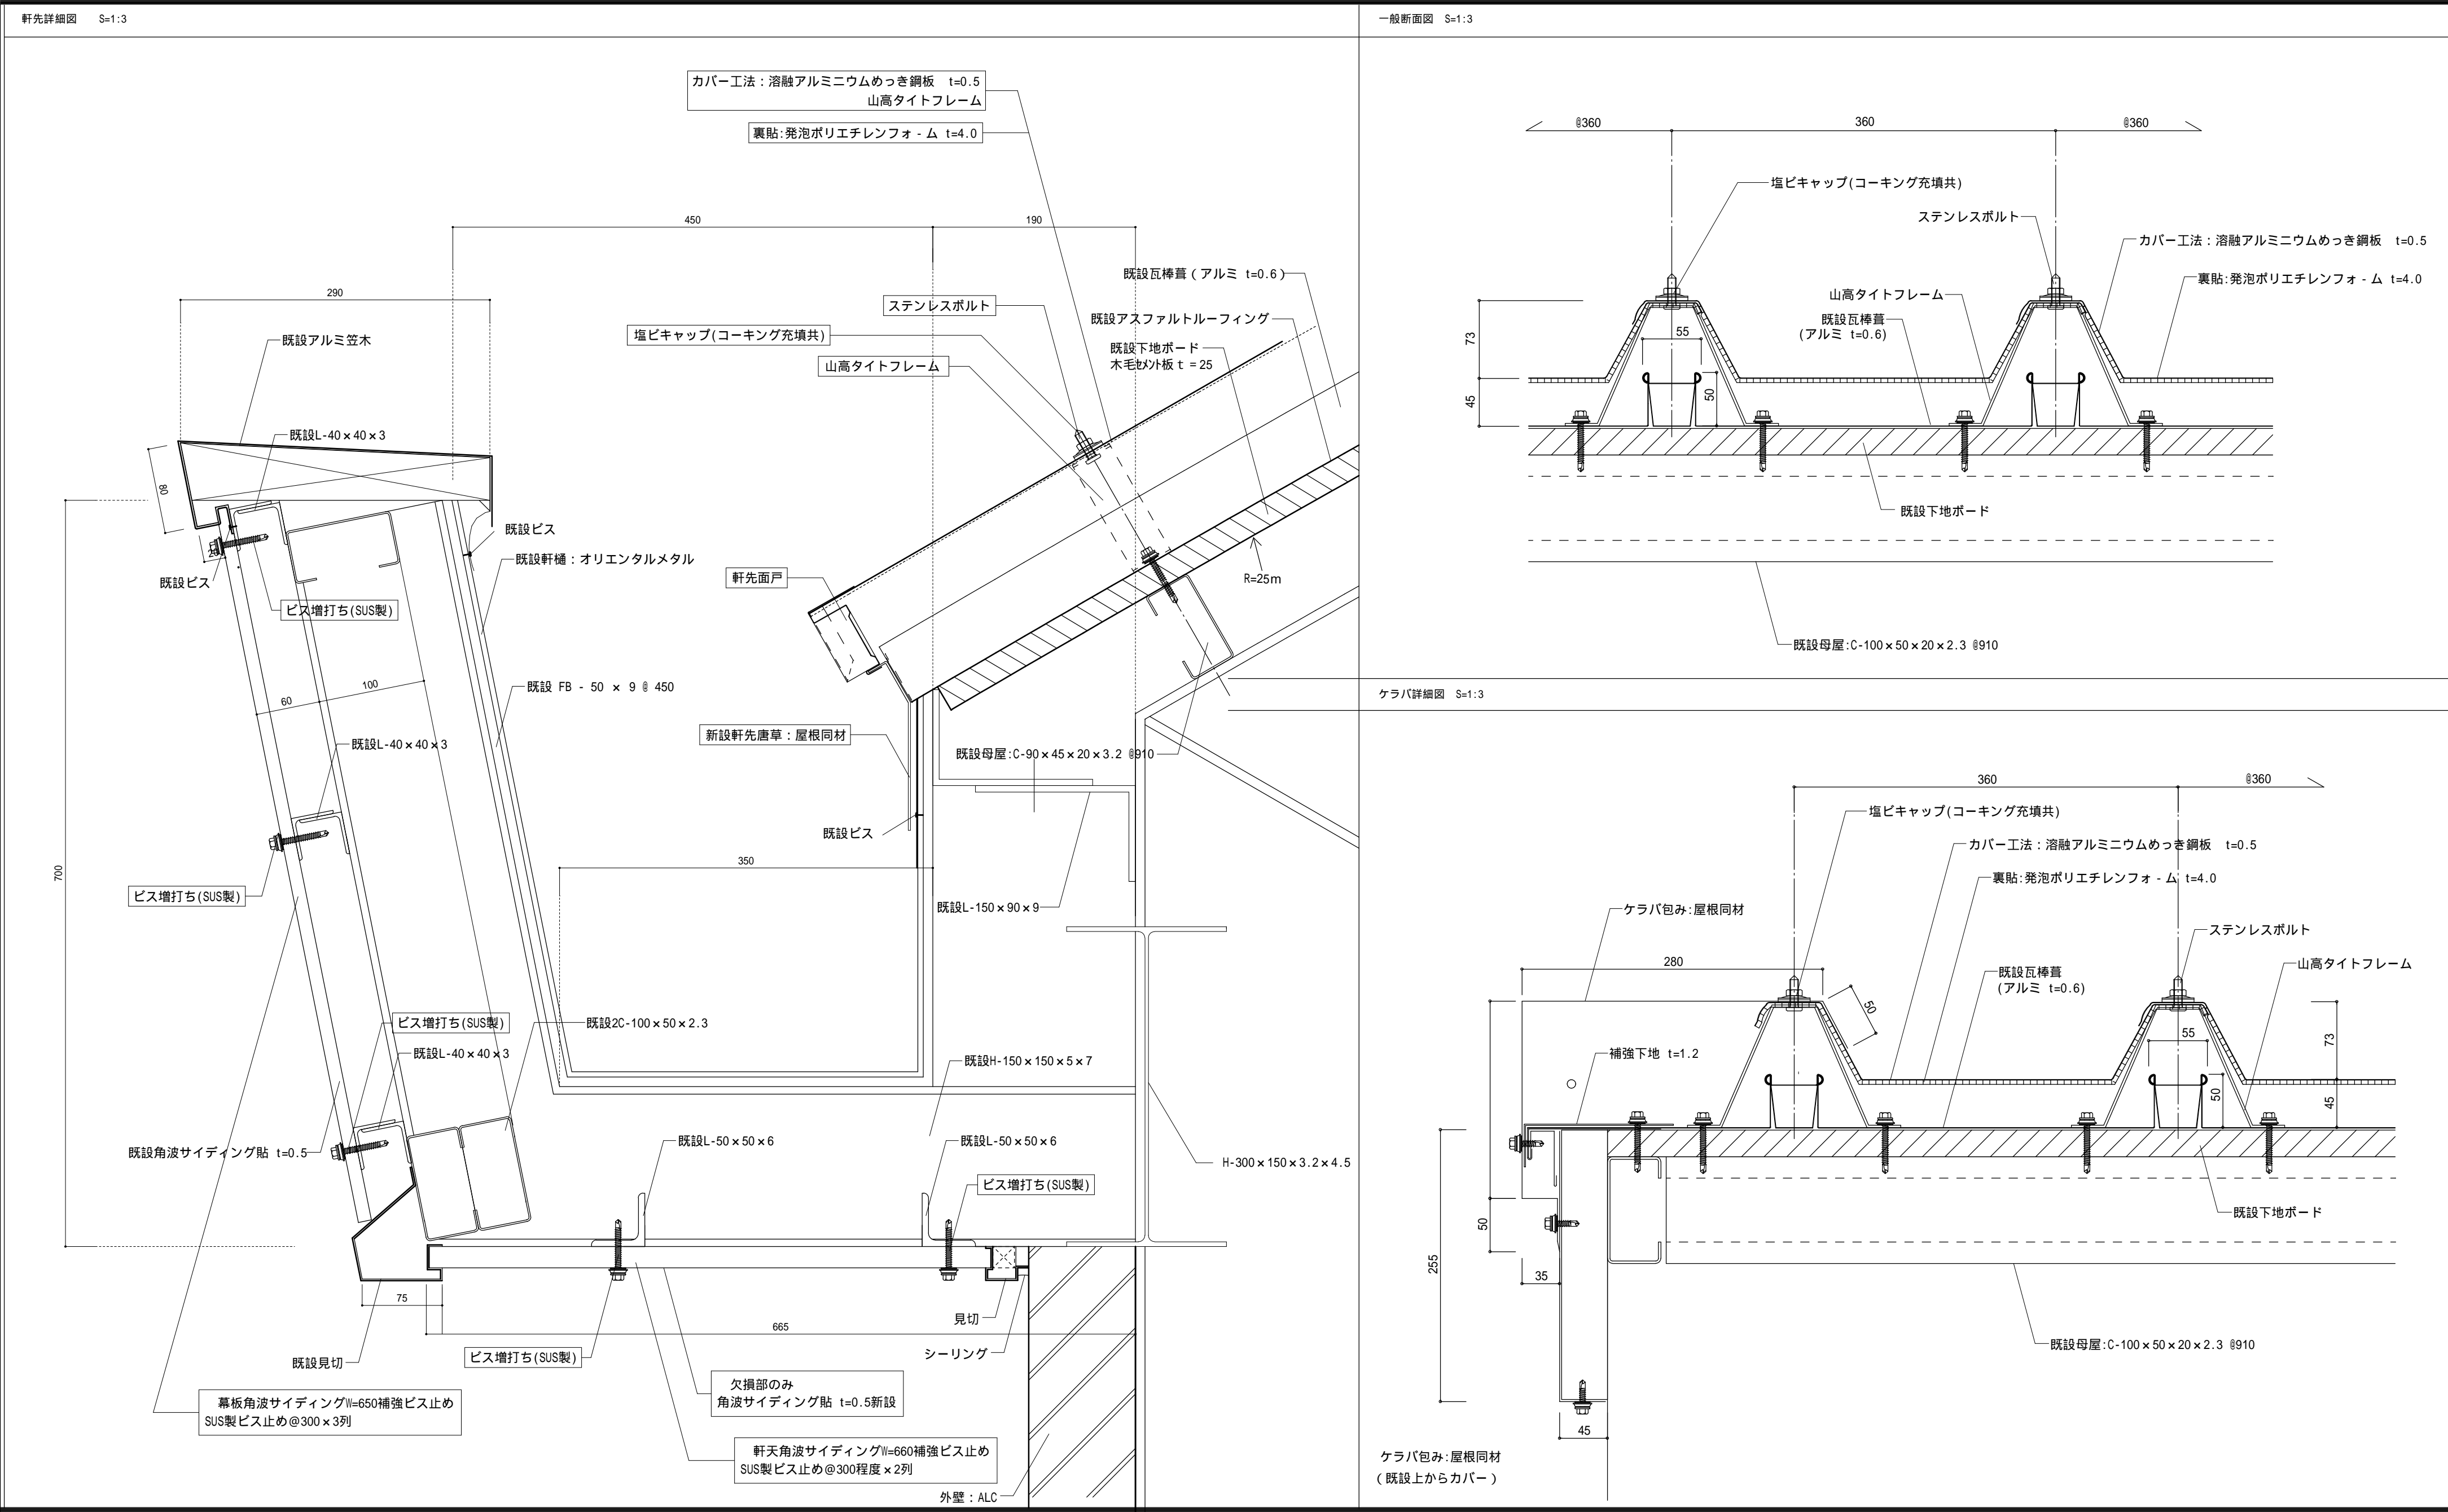 軒先詳細図 S=1:3
カバー工法：溶融アルミニウムめっき鋼板 t=0.5
山高タイトフレーム
裏貼:発泡ポリエチレンフォ-ム t=4.0
450
190
290
既設瓦棒葺（アルミ t=0.6）
ステンレスボルト
既設アスファルトルーフィング
塩ビキャップ(コーキング充填共)
既設アルミ笠木
既設下地ボード
木毛ｾﾒﾝﾄ板 t =25
山高タイトフレーム
既設L-40×40×3
80
既設ビス
20
既設軒樋：オリエンタルメタル
既設ビス
軒先面戸
R=25m
ビス増打ち(SUS製)
100
60
既設 FB - 50 × 9 @ 450
新設軒先唐草：屋根同材
既設L-40×40×3
既設母屋:C-90×45×20×3.2 @910
既設ビス
700
350
ビス増打ち(SUS製)
既設L-150×90×9
ビス増打ち(SUS製)
既設2C-100×50×2.3
既設L-40×40×3
既設H-150×150×5×7
既設角波サイディング貼 t=0.5
既設L-50×50×6
既設L-50×50×6
H-300×150×3.2×4.5
ビス増打ち(SUS製)
75
665
見切
シーリング
既設見切
ビス増打ち(SUS製)
欠損部のみ
角波サイディング貼 t=0.5新設
幕板角波サイディングW=650補強ビス止め
SUS製ビス止め@300×3列
軒天角波サイディングW=660補強ビス止め
SUS製ビス止め@300程度×2列
外壁：ALC
一般断面図 S=1:3
@360
360
@360
塩ビキャップ(コーキング充填共)
ステンレスボルト
カバー工法：溶融アルミニウムめっき鋼板 t=0.5
裏貼:発泡ポリエチレンフォ-ム t=4.0
山高タイトフレーム
既設瓦棒葺
(アルミ t=0.6)
55
73
50
45
既設下地ボード
既設母屋:C-100×50×20×2.3 @910
ケラバ詳細図 S=1:3
360
@360
塩ビキャップ(コーキング充填共)
カバー工法：溶融アルミニウムめっき鋼板 t=0.5
裏貼:発泡ポリエチレンフォ-ム t=4.0
ケラバ包み:屋根同材
ステンレスボルト
280
既設瓦棒葺
(アルミ t=0.6)
山高タイトフレーム
50
55
73
補強下地 t=1.2
50
45
既設下地ボード
50
255
35
既設母屋:C-100×50×20×2.3 @910
45
ケラバ包み:屋根同材
（既設上からカバー）